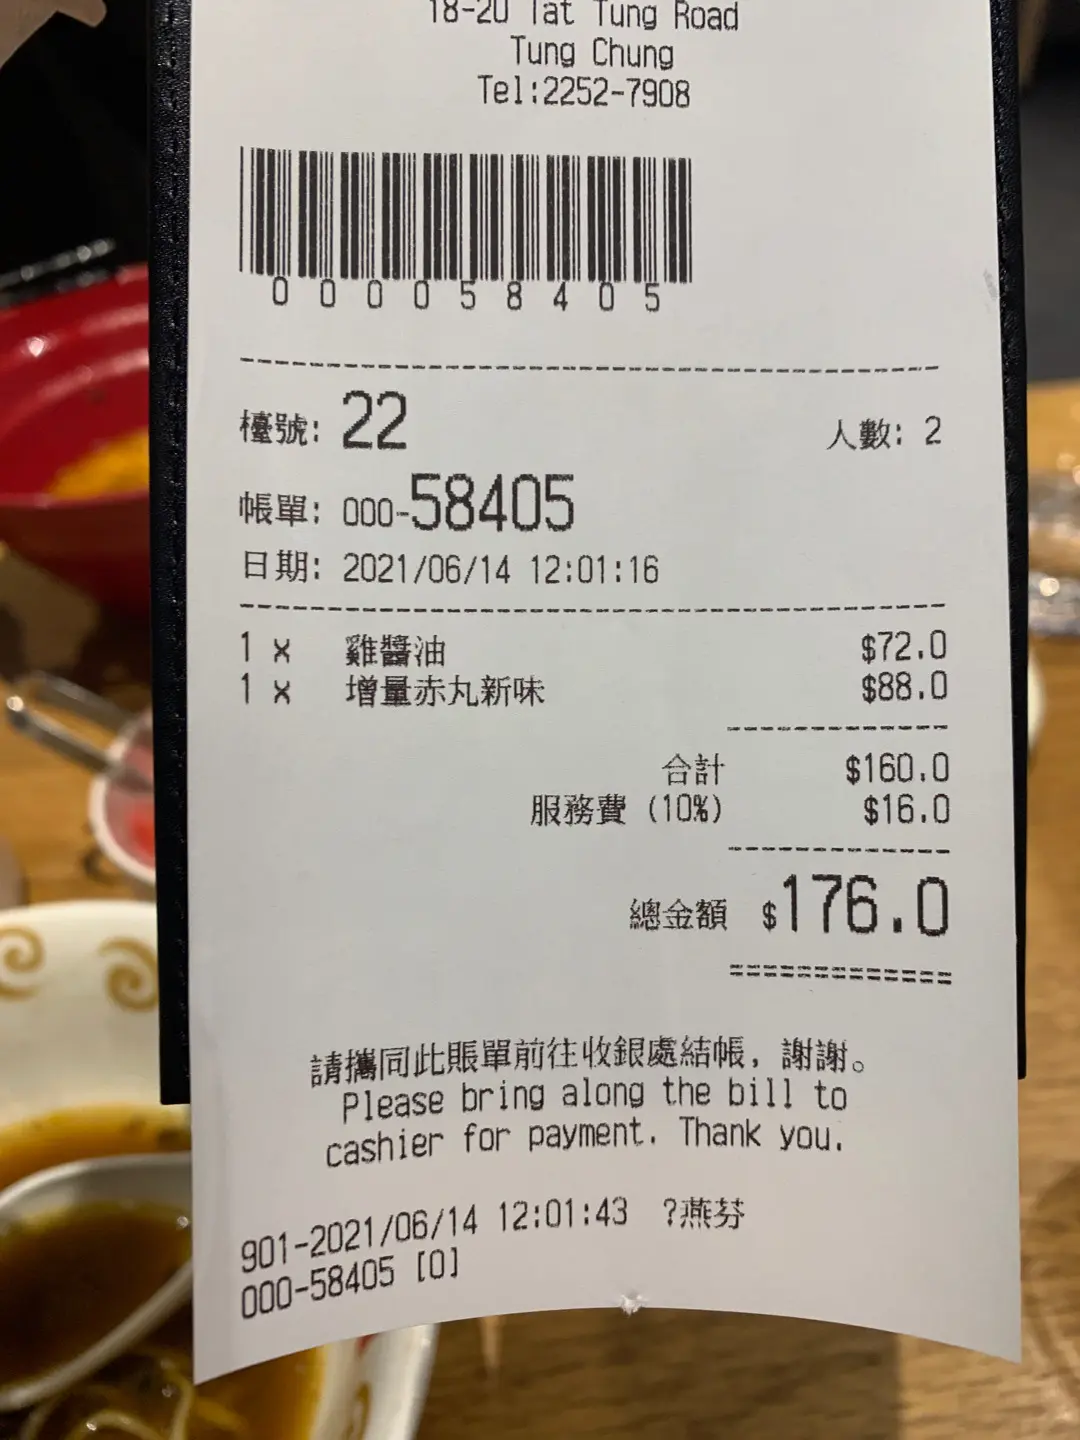 18-20 Tat Tung Road
Tung Chung
Tel:2252-7908
00058405
檯號: 22 人數: 2
帳單: 000-58405
日期: 2021/06/14 12:01:16
1 x 雞醬油 $72.0
1 x 增量赤丸新味 $88.0
合計 $160.0
服務費 (10%) $16.0
總金額 $176.0
請攜同此賬單前往收銀處結帳, 謝謝。
Please bring along the bill to
cashier for payment. Thank you.
901-2021/06/14 12:01:43 ?燕芬
000-58405 [0]